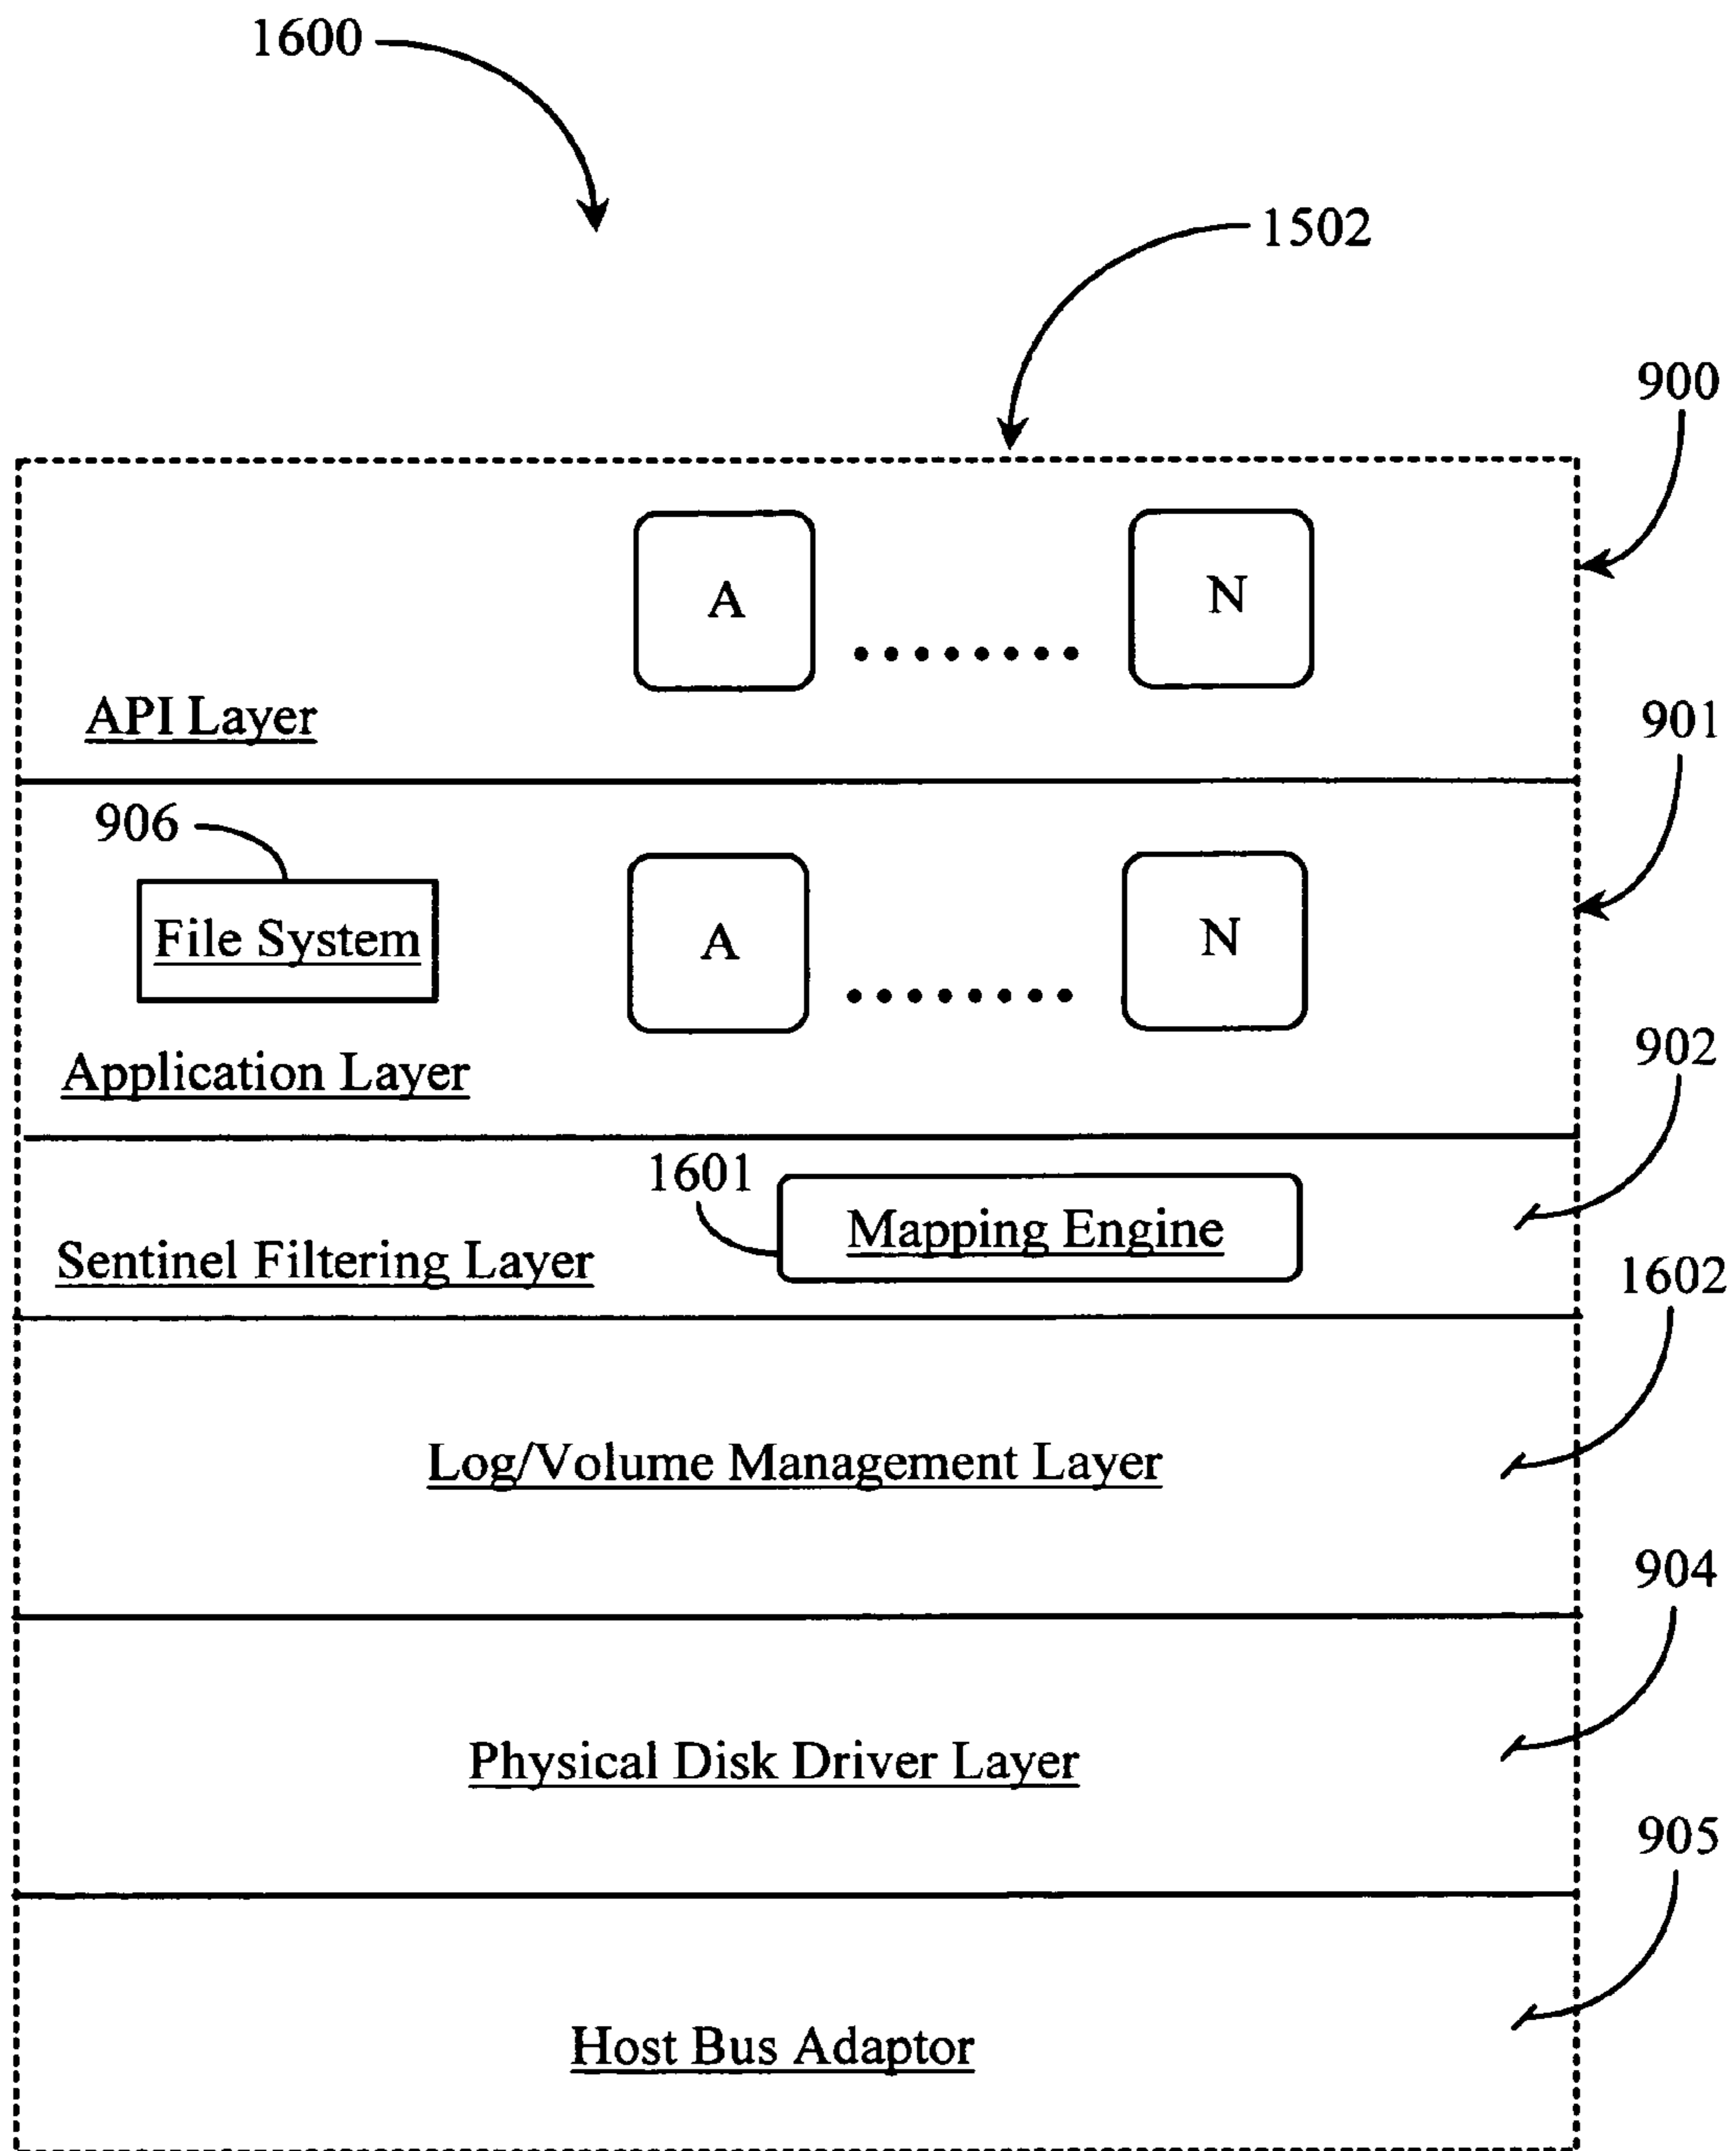 1600
1502
900
A
N
API Layer
901
906
File System
A
N
Application Layer
902
1601
Mapping Engine
Sentinel Filtering Layer
1602
Log/Volume Management Layer
904
Physical Disk Driver Layer
905
Host Bus Adaptor